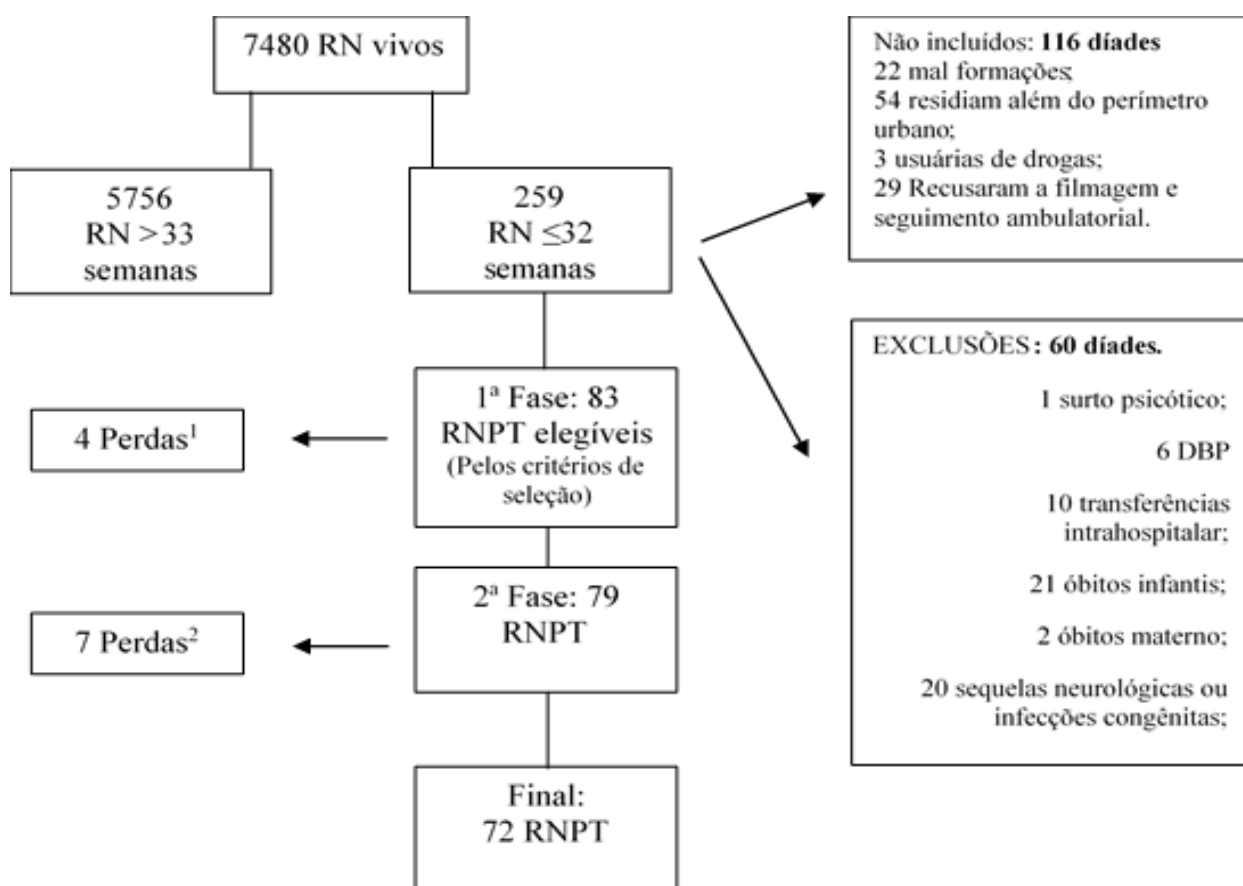 7480 RN vivos
5756
RN >33
semanas
259
RN ≤32
semanas
Não incluídos: 116 díades
22 mal formações;
54 residiam além do perímetro
urbano;
3 usuárias de drogas;
29 Recusaram a filmagem e
seguimento ambulatorial.
EXCLUSÕES : 60 díades.
1 surto psicótico;
6 DBP
10 transferências
intrahospitalar;
21 óbitos infantis;
2 óbitos materno;
20 sequelas neurológicas ou
infecções congênitas;
1ª Fase: 83
RNPT elegíveis
(Pelos critérios de
seleção)
4 Perdas¹
2ª Fase: 79
RNPT
7 Perdas²
Final:
72 RNPT